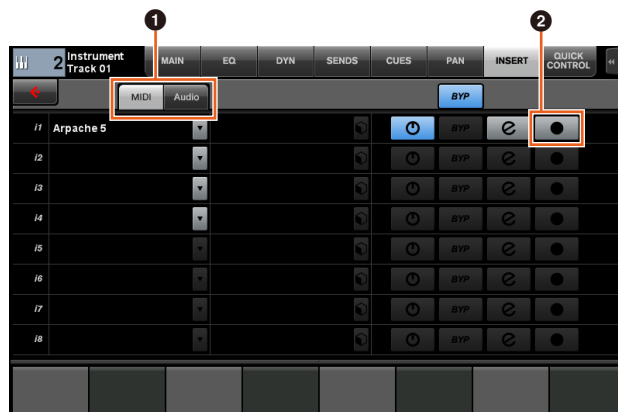 1 2
2 Instrument Track 01 MAIN EQ DYN SENDS CUES PAN INSERT QUICK CONTROL
MIDI Audio BYP
i1 Arpache 5 BYP e
i2 BYP e
i3 BYP e
i4 BYP e
i5 BYP e
i6 BYP e
i7 BYP e
i8 BYP e